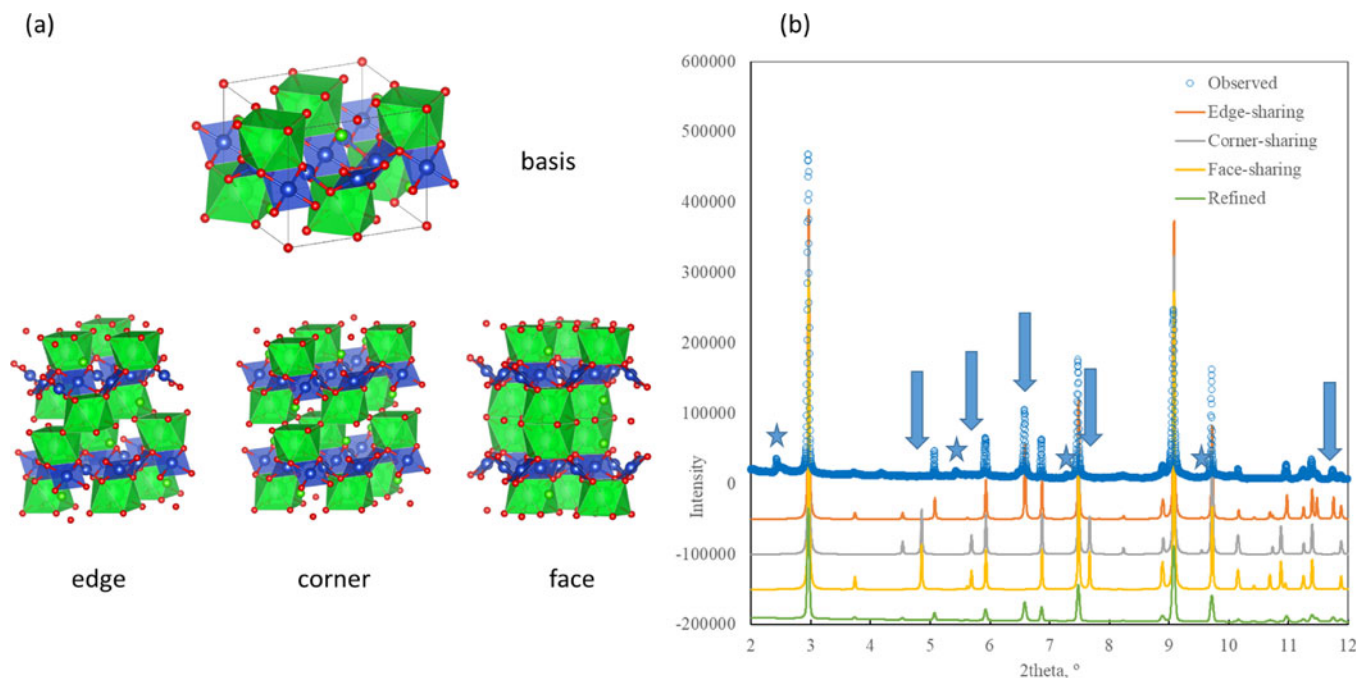 (a)
basis
edge
corner
face
(b)
600000
500000
400000
300000
200000
100000
0
-100000
-200000
Intensity
Observed
Edge-sharing
Corner-sharing
Face-sharing
Refined
2 3 4 5 6 7 8 9 10 11 12
2theta, º